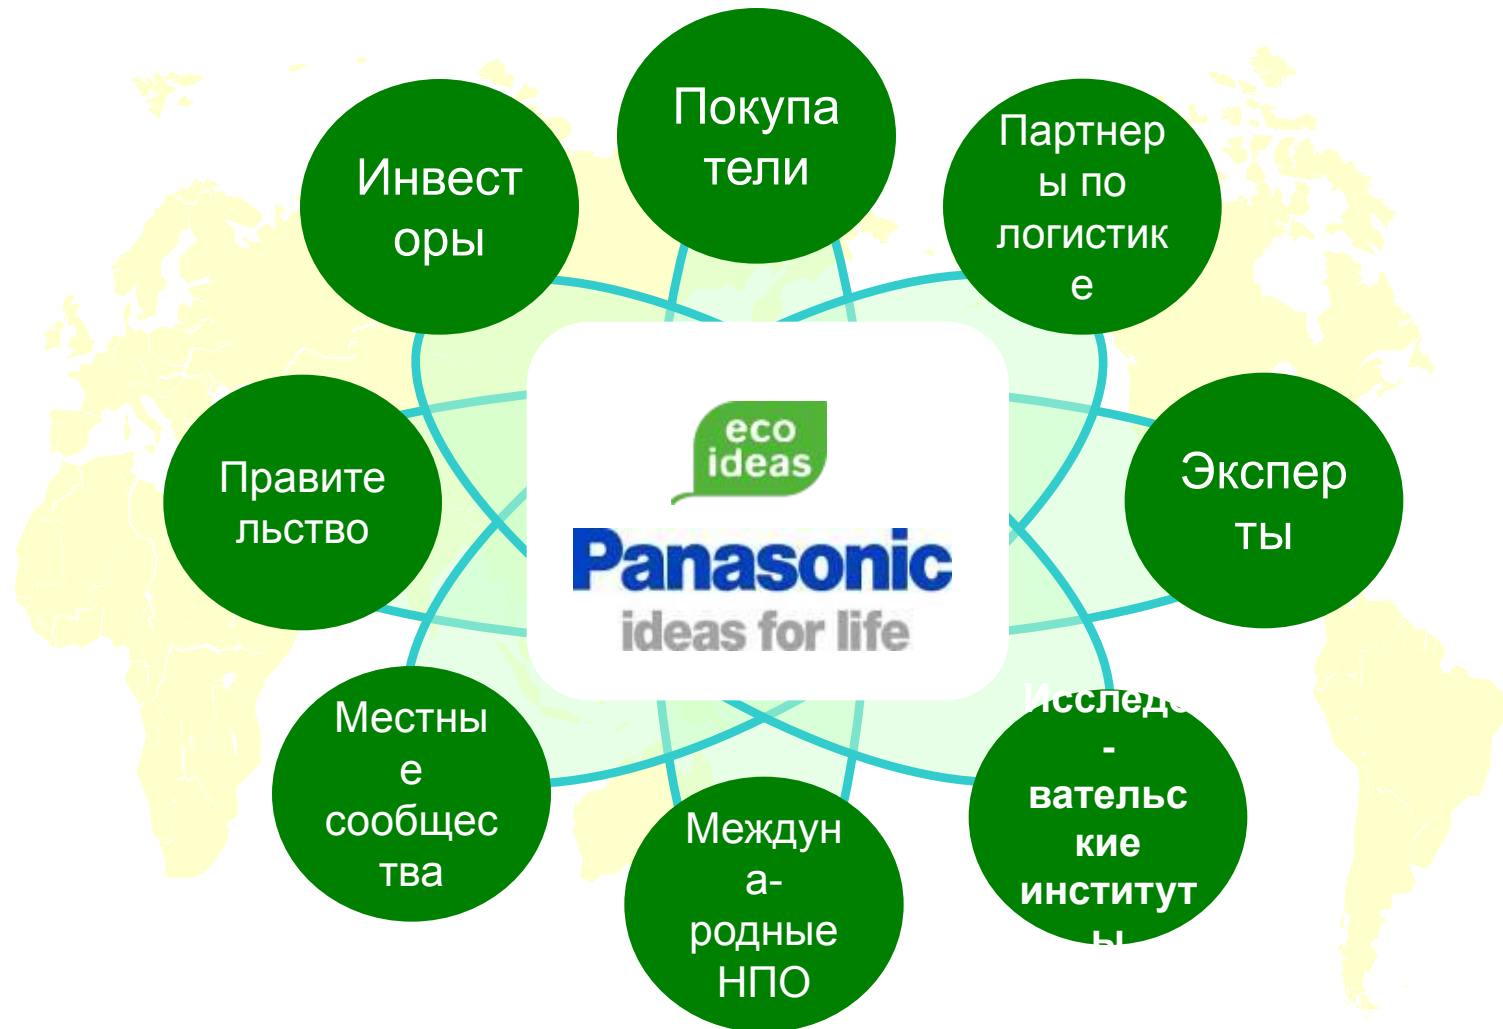 Покупа
тели
Партнер
ы по
логистик
е
Инвест
оры
Экспер
ты
Правите
льство
eco
ideas
Panasonic
ideas for life
Исследо
-
вательс
кие
институт
ы
Местны
е
сообщес
тва
Междун
а-
родные
НПО